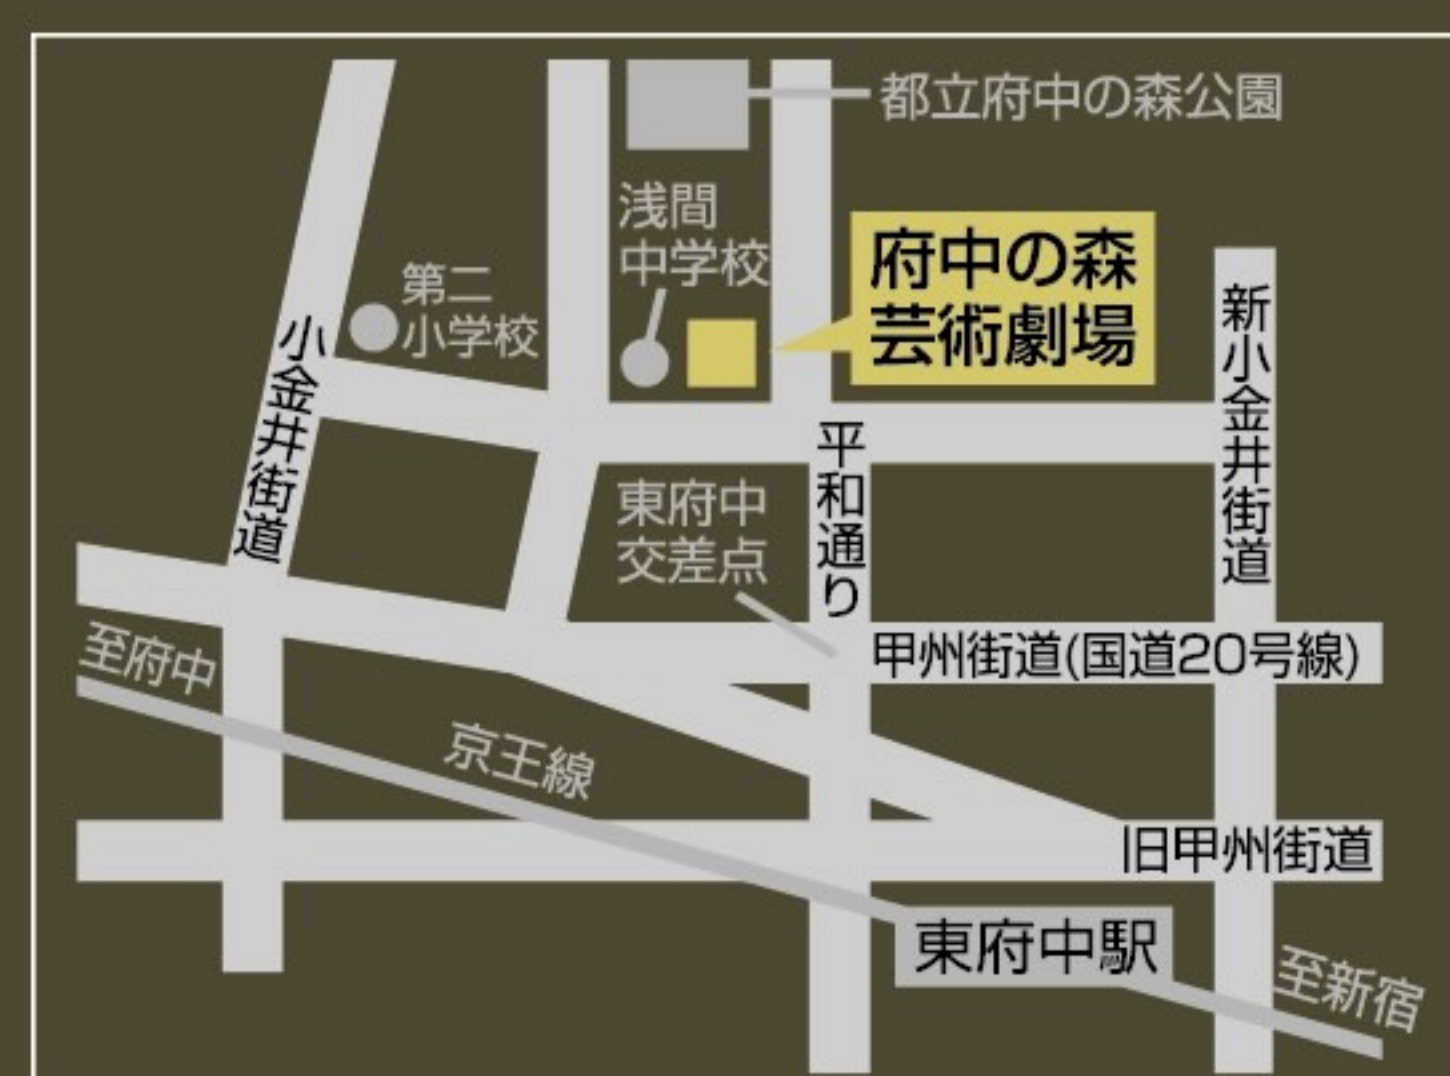 都立府中の森公園
浅間
中学校
府中の森
芸術劇場
第二
小学校
小金井街道
新小金井街道
平和通り
東府中
交差点
甲州街道(国道20号線)
至府中
京王線
旧甲州街道
東府中駅
至新宿